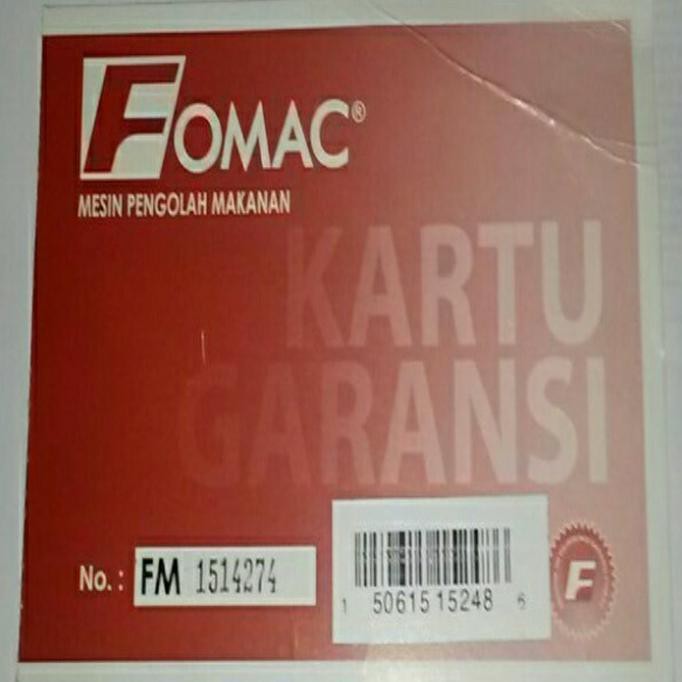 FOMAC®
MESIN PENGOLAH MAKANAN
KARTU
GARANSI
No. : FM 1514274
1 50615 15248 6
F